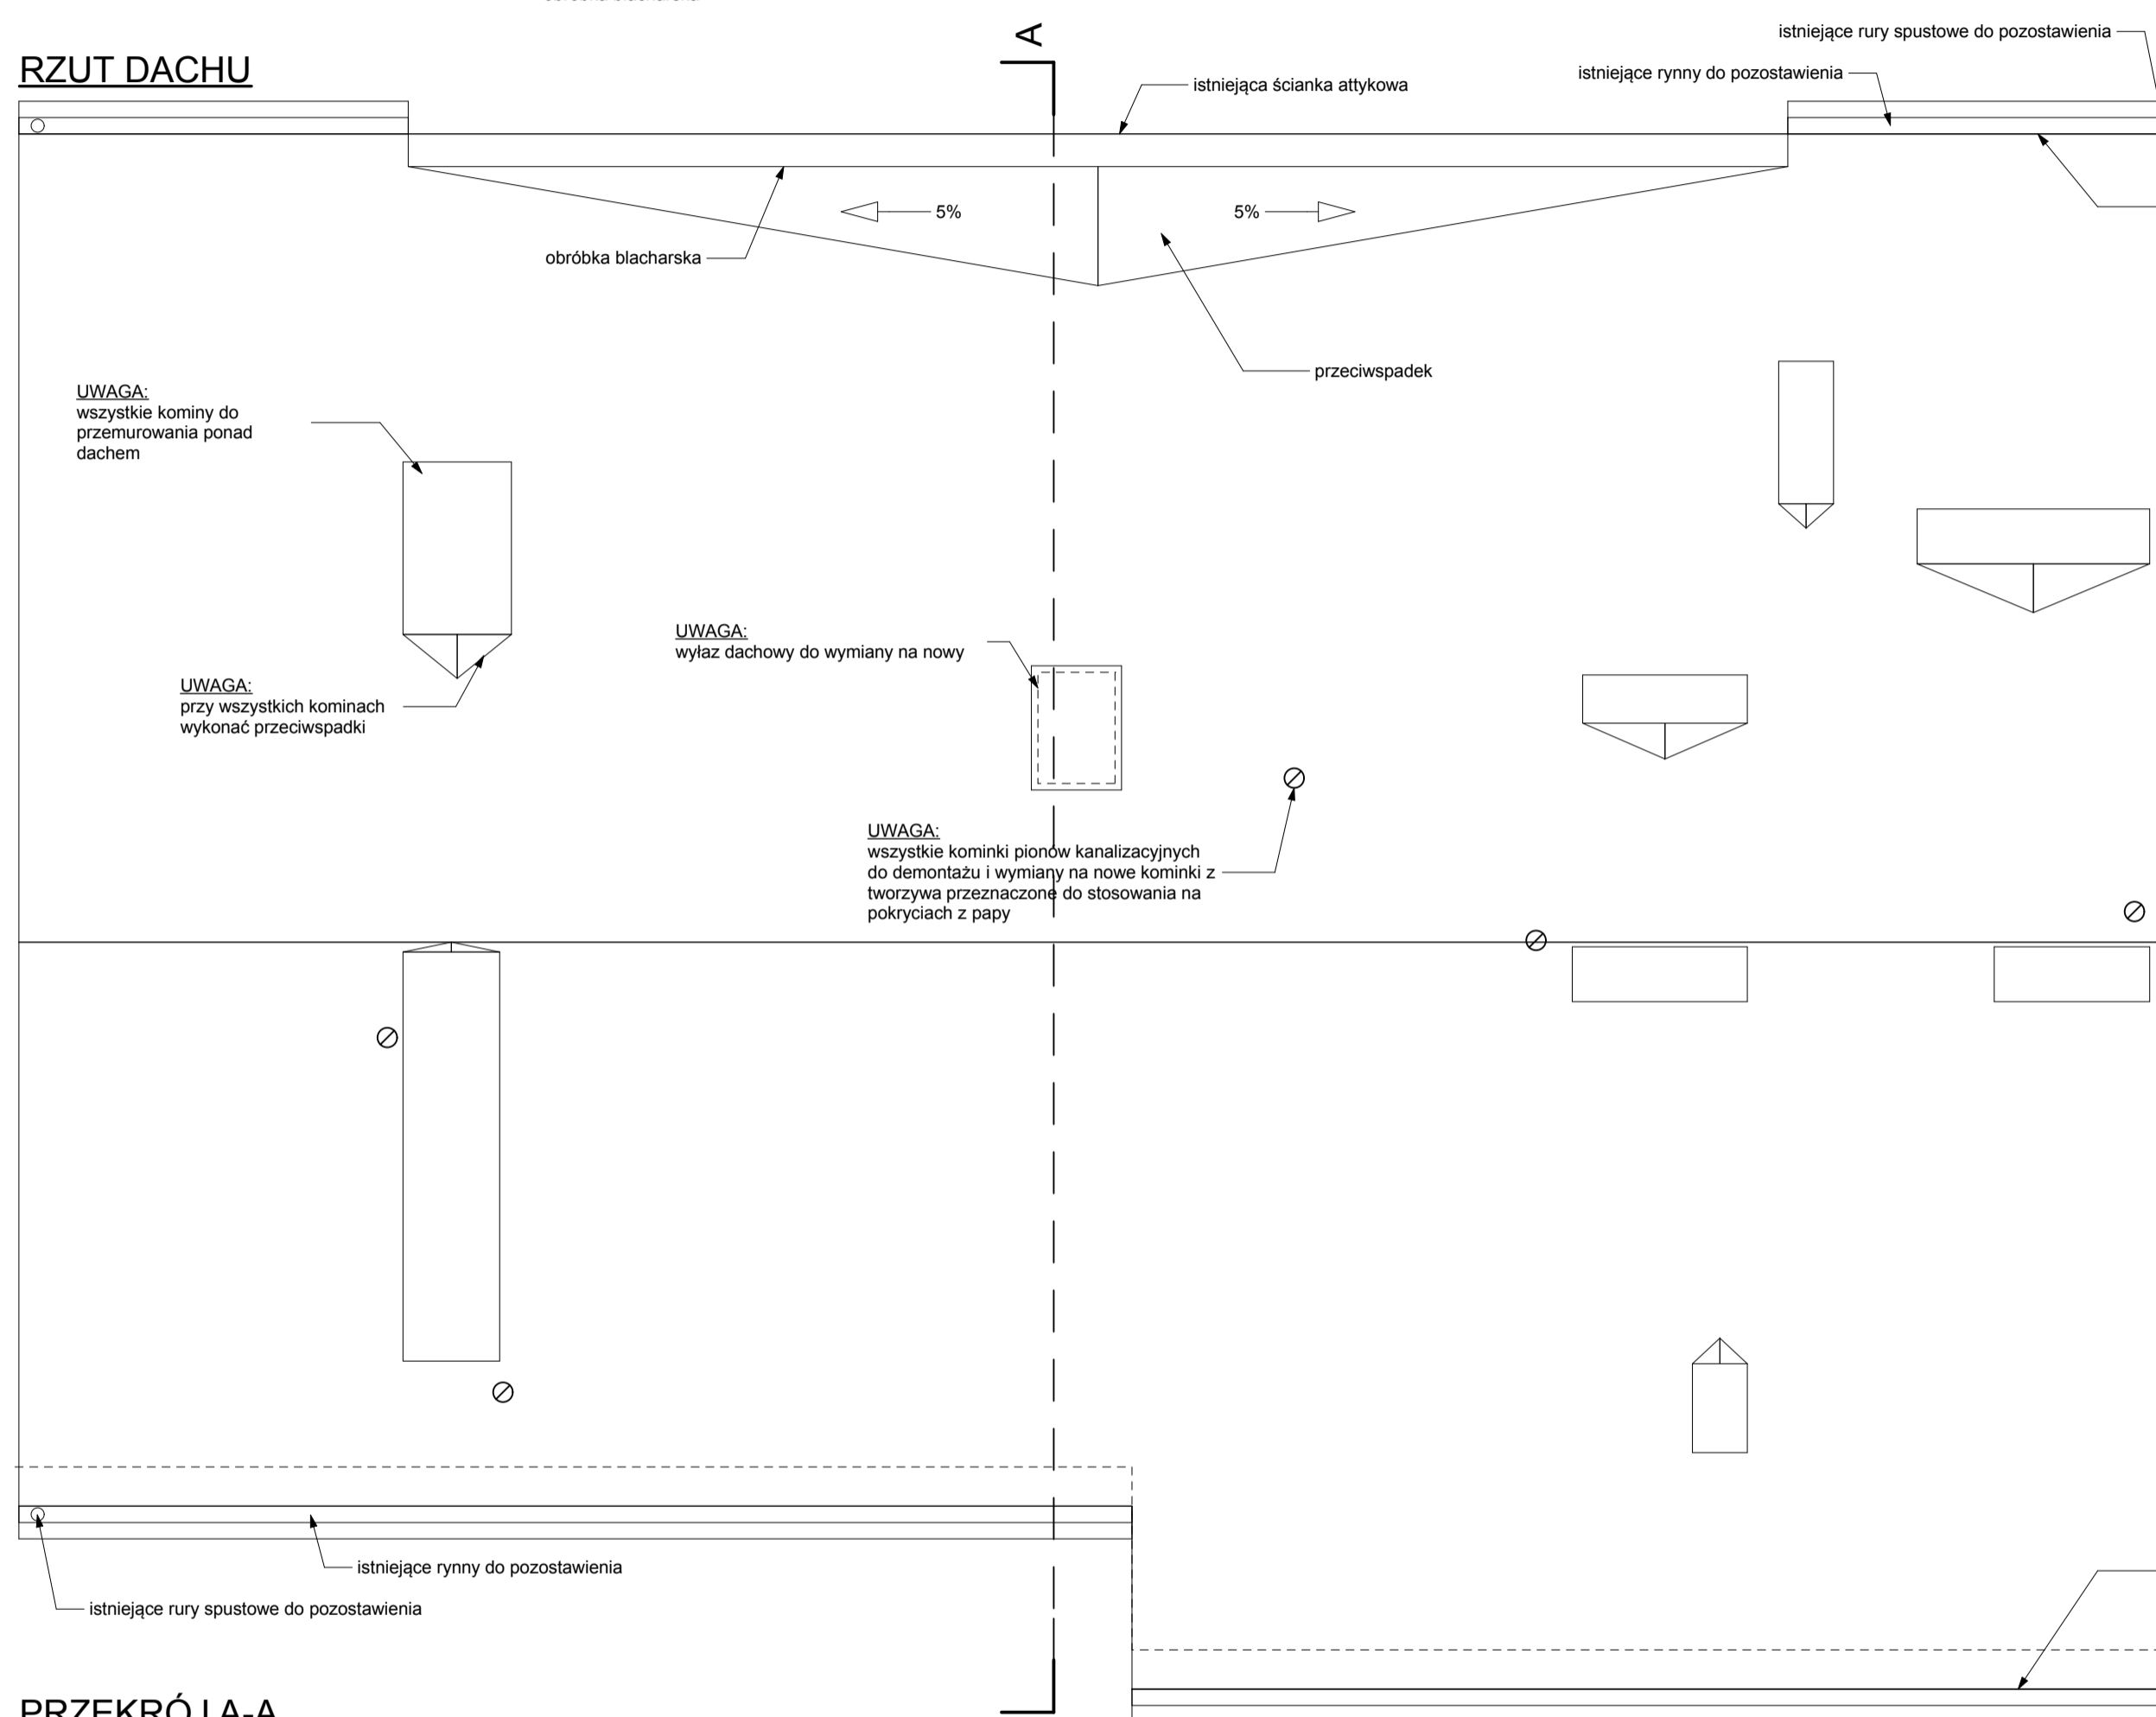 RZUT DACHU
A
istniejące rury spustowe do pozostawienia
istniejące rynny do pozostawienia
istniejąca ścianka attykowa
5%
5%
obróbka blacharska
przeciwspadek
UWAGA:
wszystkie kominy do
przemurowania ponad
dachem
UWAGA:
wyłaz dachowy do wymiany na nowy
UWAGA:
przy wszystkich kominach
wykonać przeciwspadki
UWAGA:
wszystkie kominki pionów kanalizacyjnych
do demontażu i wymiany na nowe kominki z
tworzywa przeznaczone do stosowania na
pokryciach z papy
istniejące rynny do pozostawienia
istniejące rury spustowe do pozostawienia
PRZEKRÓJ A-A